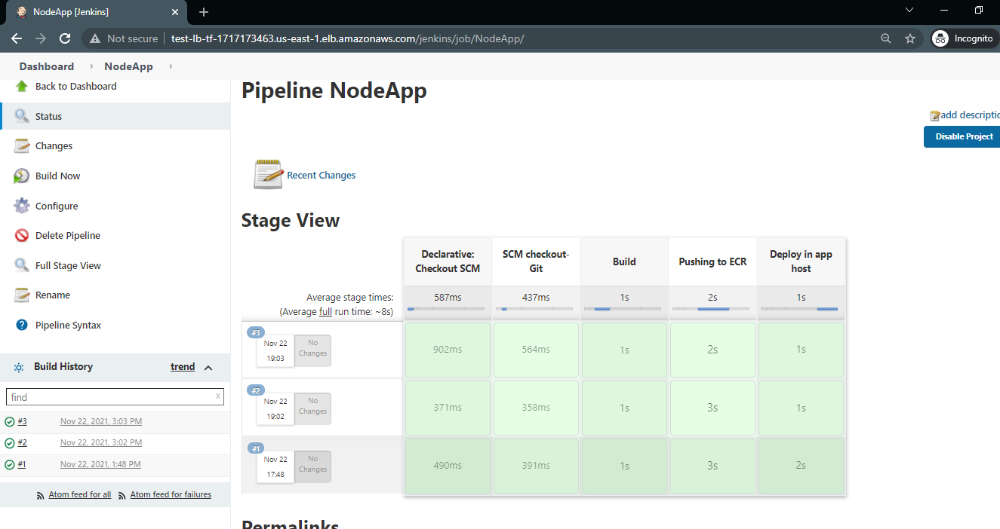 NodeApp [Jenkins]
Not secure test-lb-tf-1717173463.us-east-1.elb.amazonaws.com/jenkins/job/NodeApp/ Incognito
Dashboard NodeApp
Back to Dashboard
Status
Changes
Build Now
Configure
Delete Pipeline
Full Stage View
Rename
Pipeline Syntax
Build History trend
find x
#3 Nov 22, 2021, 3:03 PM
#2 Nov 22, 2021, 3:02 PM
#1 Nov 22, 2021, 1:48 PM
Atom feed for all Atom feed for failures
Pipeline NodeApp
add descriptio
Disable Project
Recent Changes
Stage View
Declarative: Checkout SCM
SCM checkout-Git
Build
Pushing to ECR
Deploy in app host
Average stage times:
(Average full run time: ~8s)
587ms 437ms 1s 2s 1s
#3
Nov 22
19:03
No Changes
902ms 564ms 1s 2s 1s
#2
Nov 22
19:02
No Changes
371ms 358ms 1s 3s 1s
#1
Nov 22
17:48
No Changes
490ms 391ms 1s 3s 2s
Permalinks